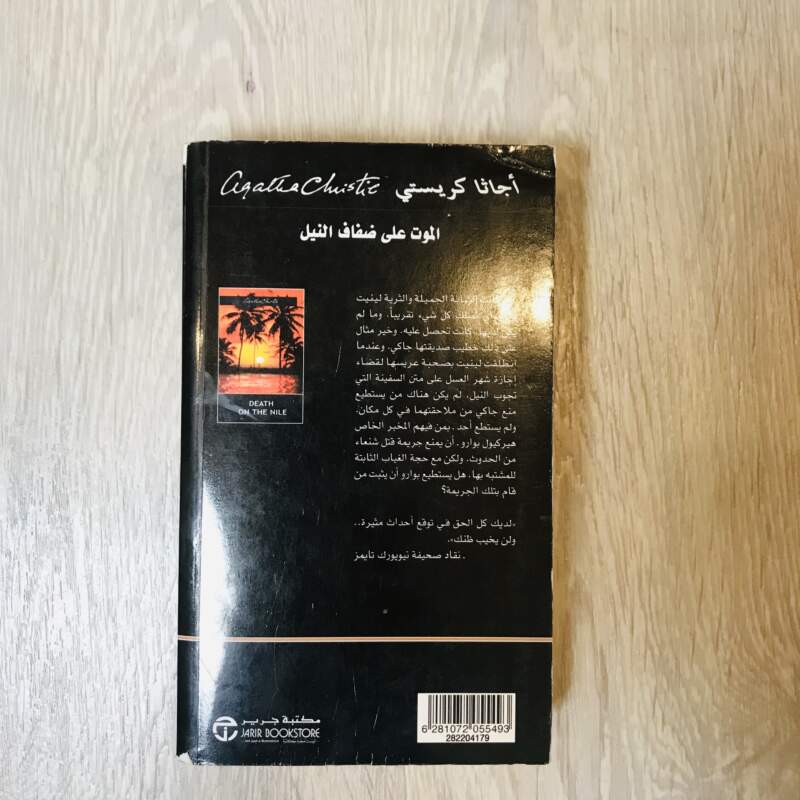 أجاثا كريستي Agatha Christie
الموت على ضفاف النيل
Agatha Christie
DEATH
ON THE NILE
الجميلة والثرية لينيت
كل شيء تقريباً. وما لم
كانت تحصل عليه. وخير مثال
على ذلك خطيب صديقتها جاكي. وعندما
انطلقت لينيت بصحبة عريسها لقضاء
إجازة شهر العسل على متن السفينة التي
تجوب النيل، لم يكن هناك من يستطيع
منع جاكي من ملاحقتهما في كل مكان.
ولم يستطع أحد - بمن فيهم المخبر الخاص
هيركيول بوارو - أن يمنع جريمة قتل شنعاء
من الحدوث. ولكن مع حجة الغياب الثابتة
للمشتبه بها، هل يستطيع بوارو أن يثبت من
قام بتلك الجريمة؟
«لديك كل الحق في توقع أحداث مثيرة..
ولن يخيب ظنك».
. نقاد صحيفة نيويورك تايمز
مكتبة جرير
JARIR BOOKSTORE
6 281072 055493
282204179